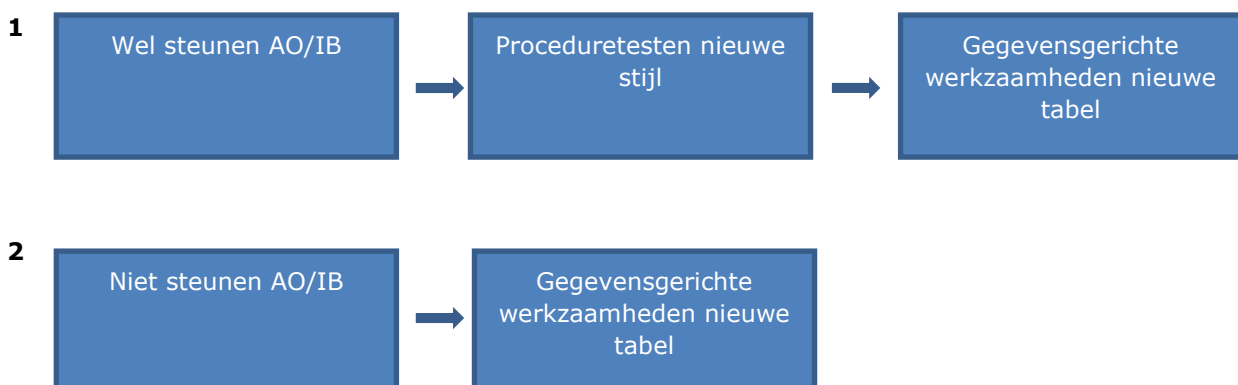 1
Wel steunen AO/IB
Proceduretesten nieuwe
stijl
Gegevensgerichte
werkzaamheden nieuwe
tabel
2
Niet steunen AO/IB
Gegevensgerichte
werkzaamheden nieuwe
tabel